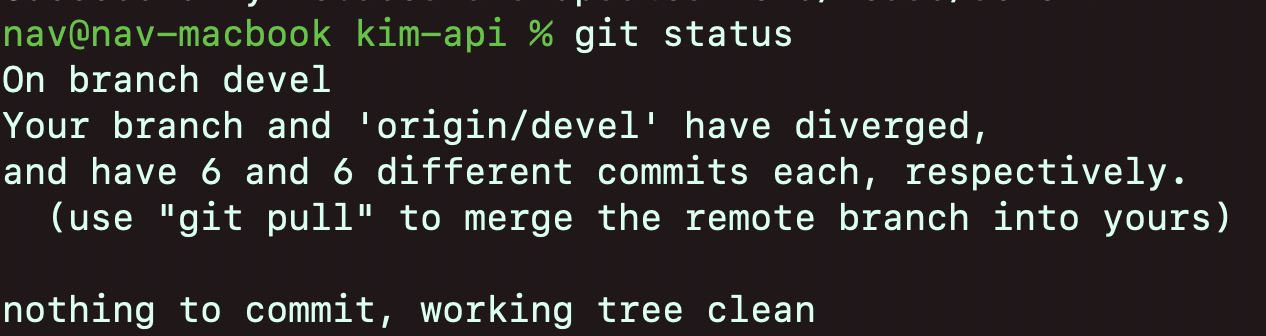 nav@nav-macbook kim-api % git status
On branch devel
Your branch and 'origin/devel' have diverged,
and have 6 and 6 different commits each, respectively.
  (use "git pull" to merge the remote branch into yours)

nothing to commit, working tree clean